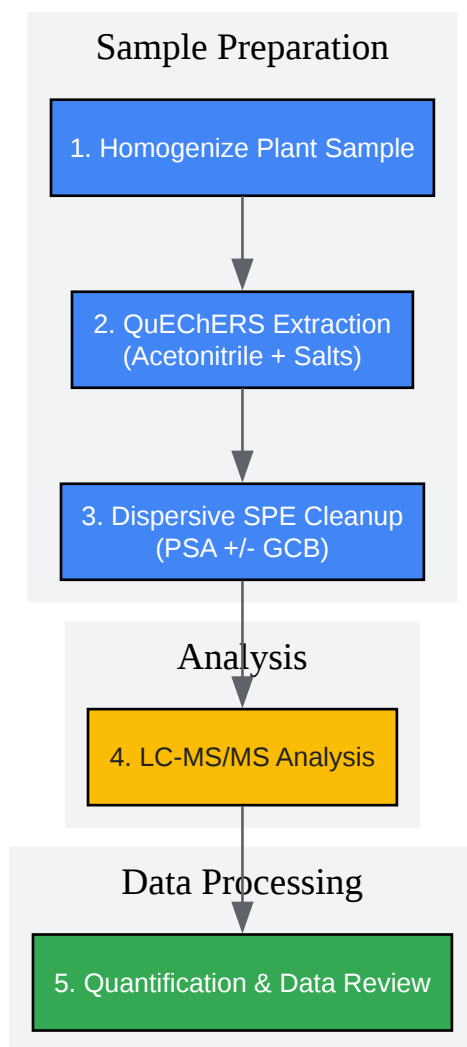 Sample Preparation
1. Homogenize Plant Sample
2. QuEChERS Extraction
(Acetonitrile + Salts)
3. Dispersive SPE Cleanup
(PSA +/- GCB)
Analysis
4. LC-MS/MS Analysis
Data Processing
5. Quantification & Data Review